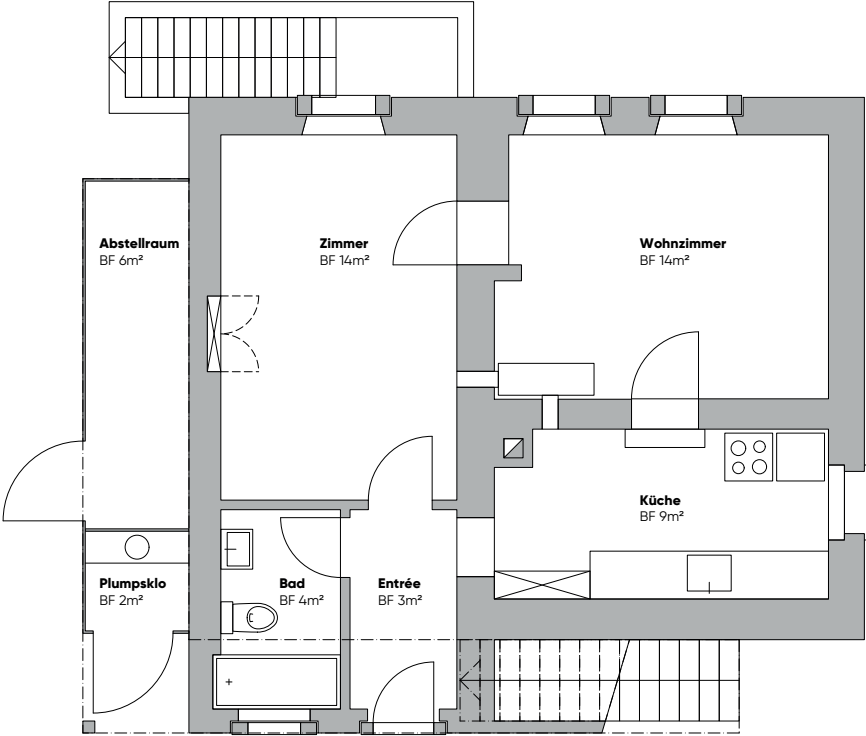 Abstellraum
BF 6m²
Zimmer
BF 14m²
Wohnzimmer
BF 14m²
Küche
BF 9m²
Plumpsklo
BF 2m²
Bad
BF 4m²
Entrée
BF 3m²